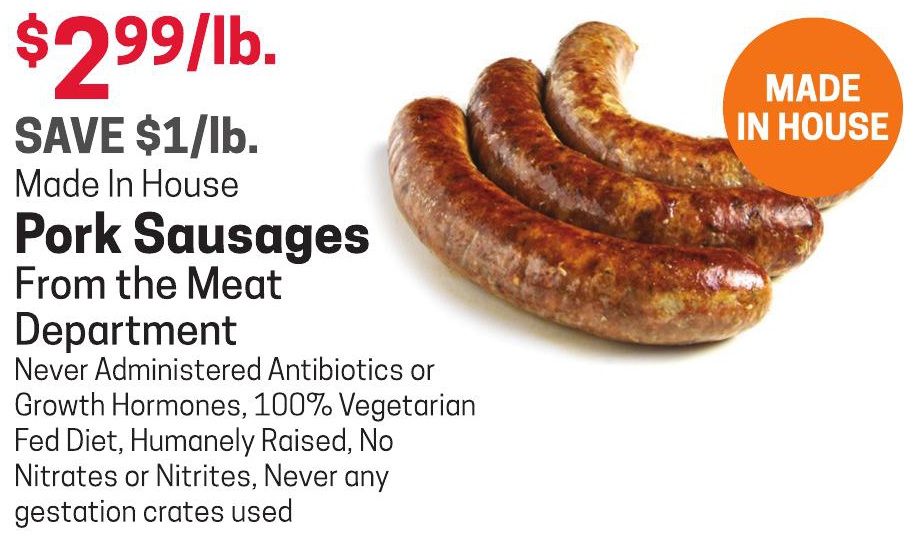 $2.99/lb.
SAVE $1/lb.
Made In House
Pork Sausages
From the Meat
Department
Never Administered Antibiotics or
Growth Hormones, 100% Vegetarian
Fed Diet, Humanely Raised, No
Nitrates or Nitrites, Never any
gestation crates used
MADE
IN HOUSE